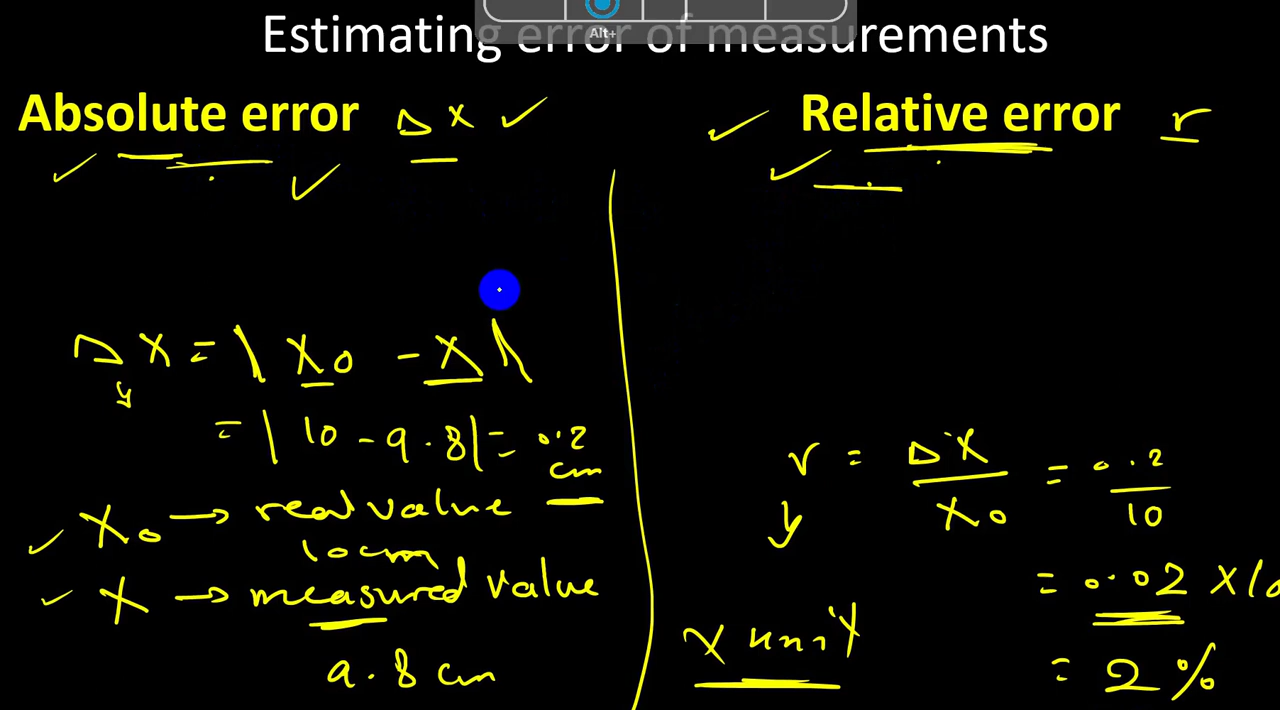 Estimating error of measurements
Alt+
Absolute error Δx
Δx = | x₀ - x |
= | 10 - 9.8 | = 0.2 cm
x₀ → real value
10 cm
x → measured value
9.8 cm
Relative error r
r = Δx / x₀ = 0.2 / 10
= 0.02 x 10
= 2 %
x unit